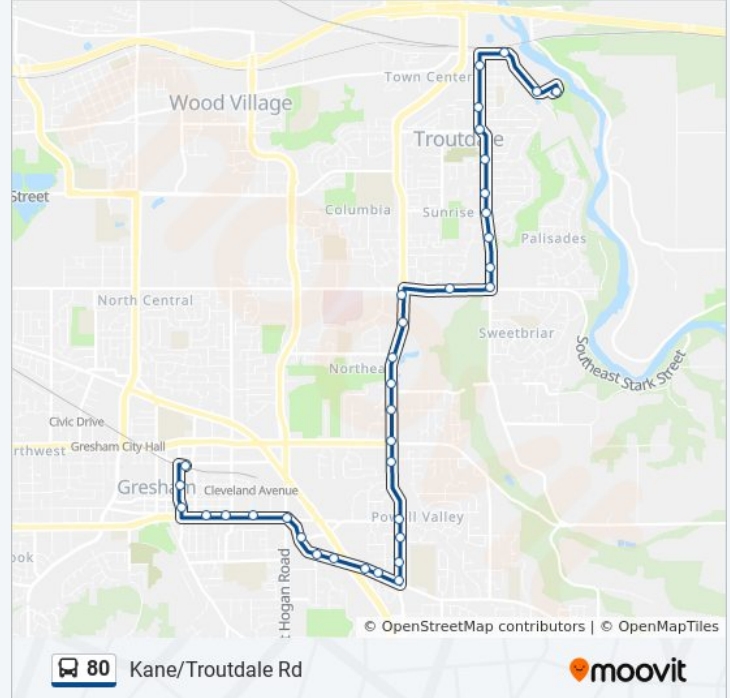 Town Center
Wood Village
Troutdale
Street
Columbia
Sunrise
Palisades
North Central
Sweetbriar
Southeast Stark Street
Northea
Civic Drive
Gresham City Hall
rthwest
Gresham
Cleveland Avenue
Powell Valley
ook
t Hogan Road
© OpenStreetMap contributors | © OpenMapTiles
80 Kane/Troutdale Rd
moovit